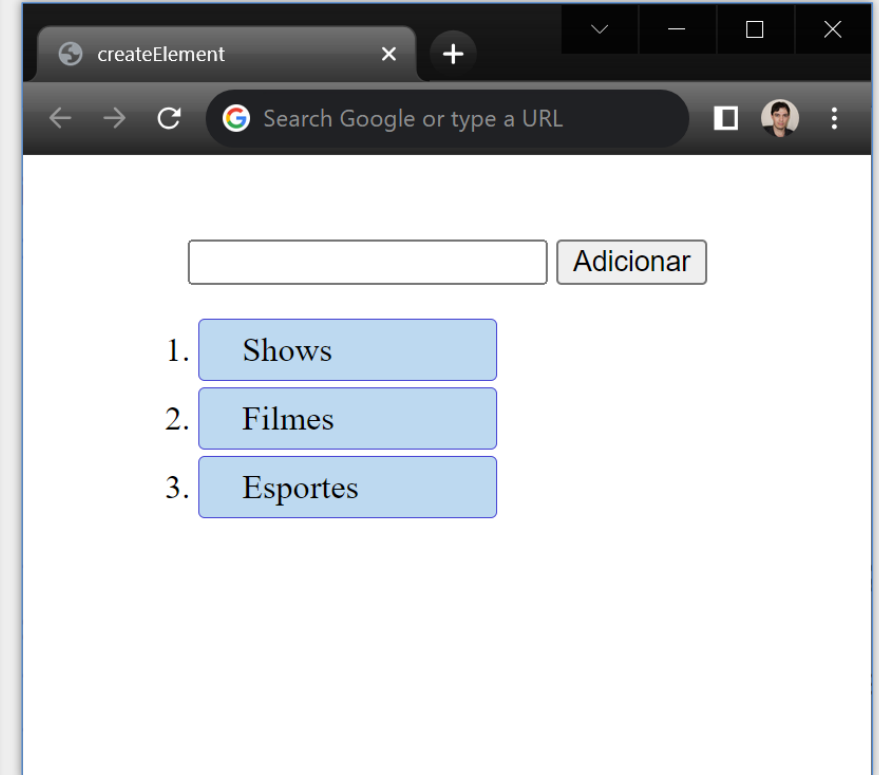 createElement
Search Google or type a URL
Adicionar
1. Shows
2. Filmes
3. Esportes